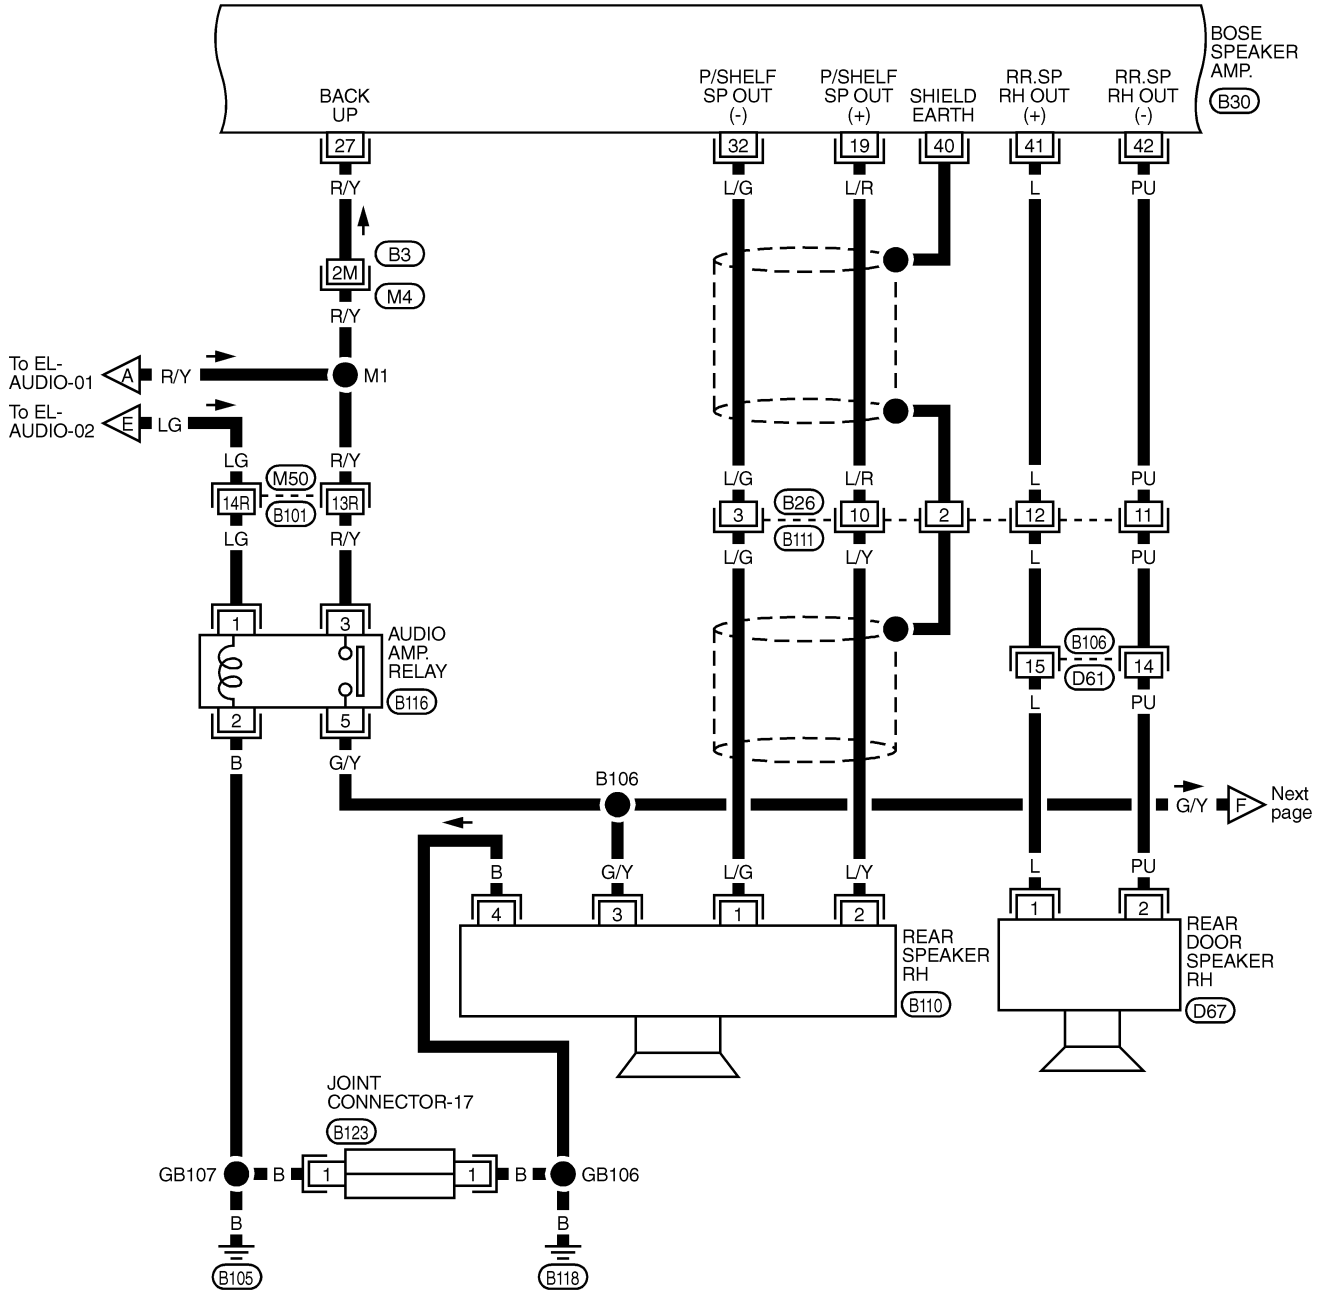 BOSE
SPEAKER
AMP.
B30
BACK
UP
P/SHELF
SP OUT
(-)
P/SHELF
SP OUT
(+)
SHIELD
EARTH
RR.SP
RH OUT
(+)
RR.SP
RH OUT
(-)
27
32
19
40
41
42
R/Y
L/G
L/R
L
PU
B3
2M
M4
R/Y
To EL-
AUDIO-01
A
R/Y
M1
To EL-
AUDIO-02
E
LG
LG
R/Y
L/G
L/R
L
PU
M50
14R
13R
B101
B26
3
10
2
12
11
B111
LG
R/Y
L/G
L/Y
L
PU
1
3
AUDIO
AMP.
RELAY
B116
B106
15
14
D61
2
5
L
PU
B
G/Y
B106
G/Y
F
Next
page
B
G/Y
L/G
L/Y
L
PU
4
3
1
2
1
2
REAR
SPEAKER
RH
B110
REAR
DOOR
SPEAKER
RH
D67
JOINT
CONNECTOR-17
B123
GB107
B
1
1
B
GB106
B
B
B105
B118